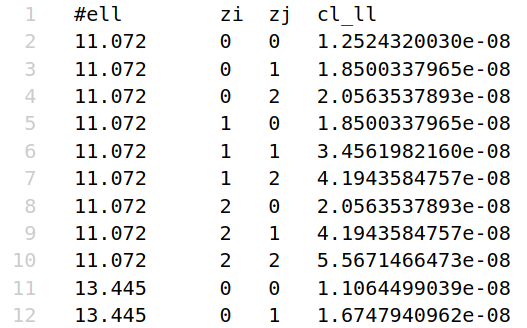 1 #ell zi zj cl_ll
2 11.072 0 0 1.2524320030e-08
3 11.072 0 1 1.8500337965e-08
4 11.072 0 2 2.0563537893e-08
5 11.072 1 0 1.8500337965e-08
6 11.072 1 1 3.4561982160e-08
7 11.072 1 2 4.1943584757e-08
8 11.072 2 0 2.0563537893e-08
9 11.072 2 1 4.1943584757e-08
10 11.072 2 2 5.5671466473e-08
11 13.445 0 0 1.1064499039e-08
12 13.445 0 1 1.6747940962e-08